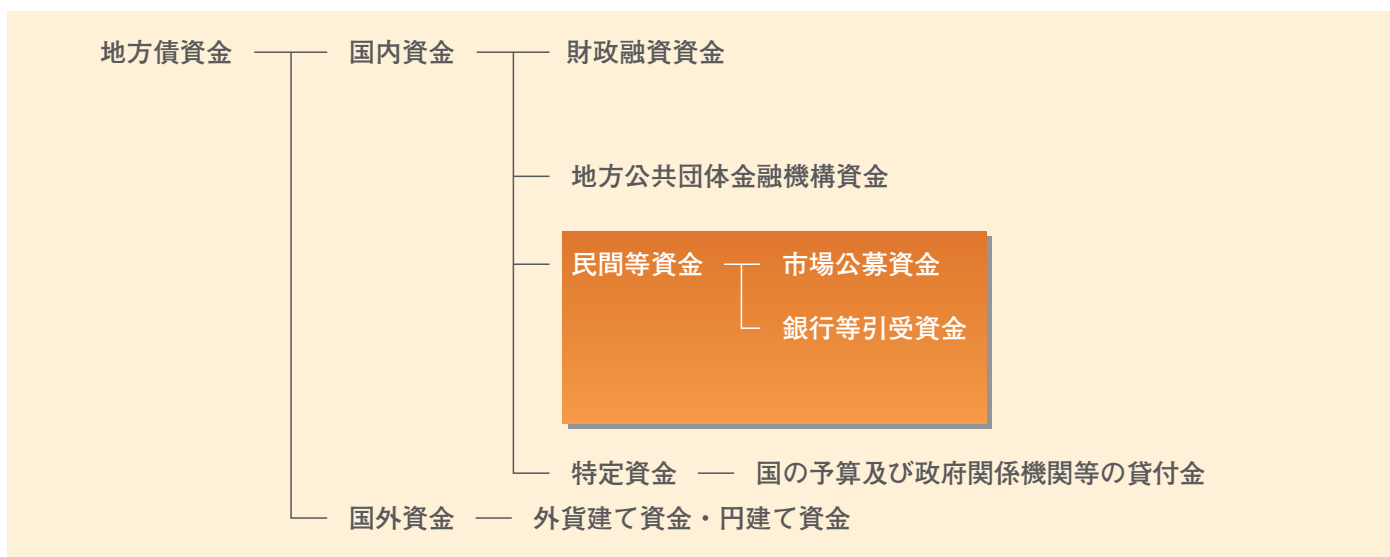 地方債資金 国内資金 財政融資資金
地方公共団体金融機構資金
民間等資金 市場公募資金
銀行等引受資金
特定資金 国の予算及び政府関係機関等の貸付金
国外資金 外貨建て資金・円建て資金